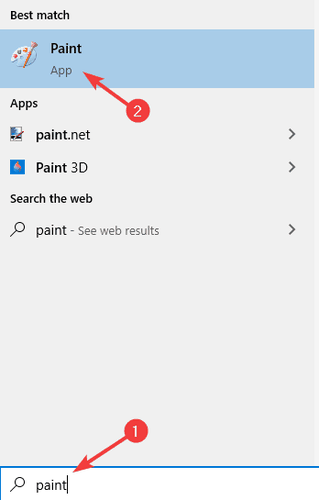 Best match
Paint
App
2
Apps
paint.net
Paint 3D
Search the web
paint - See web results
1
paint